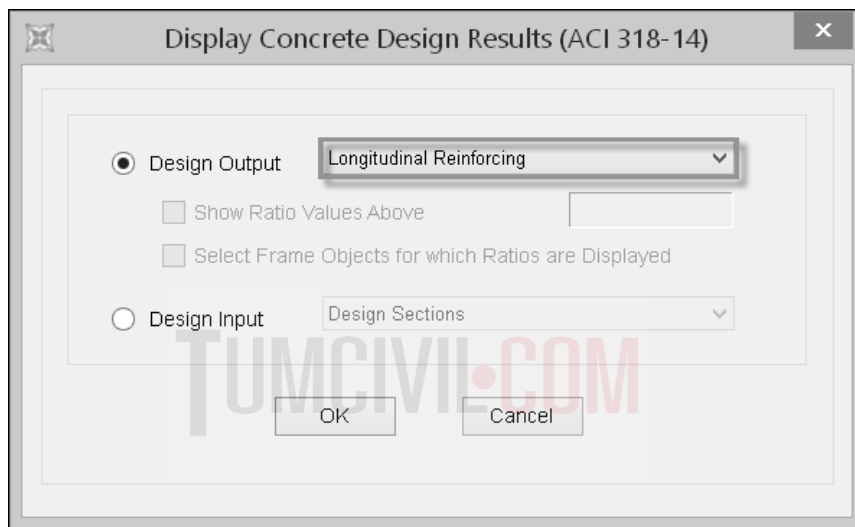 Display Concrete Design Results (ACI 318-14)
x
Design Output
Longitudinal Reinforcing
Show Ratio Values Above
Select Frame Objects for which Ratios are Displayed
Design Input
Design Sections
TUMCIVIL.COM
OK
Cancel